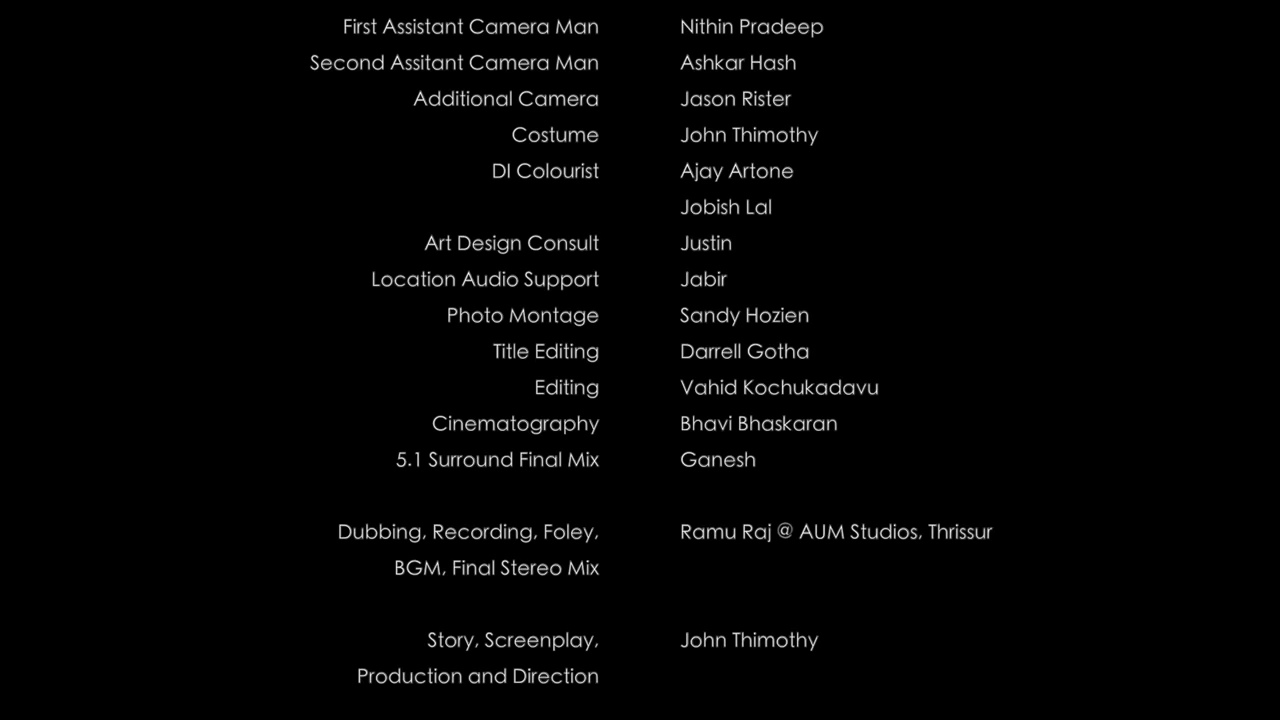 First Assistant Camera Man Nithin Pradeep
Second Assitant Camera Man Ashkar Hash
Additional Camera Jason Rister
Costume John Thimothy
DI Colourist Ajay Artone
Jobish Lal
Art Design Consult Justin
Location Audio Support Jabir
Photo Montage Sandy Hozien
Title Editing Darrell Gotha
Editing Vahid Kochukadavu
Cinematography Bhavi Bhaskaran
5.1 Surround Final Mix Ganesh
Dubbing, Recording, Foley, Ramu Raj @ AUM Studios, Thrissur
BGM, Final Stereo Mix
Story, Screenplay, John Thimothy
Production and Direction